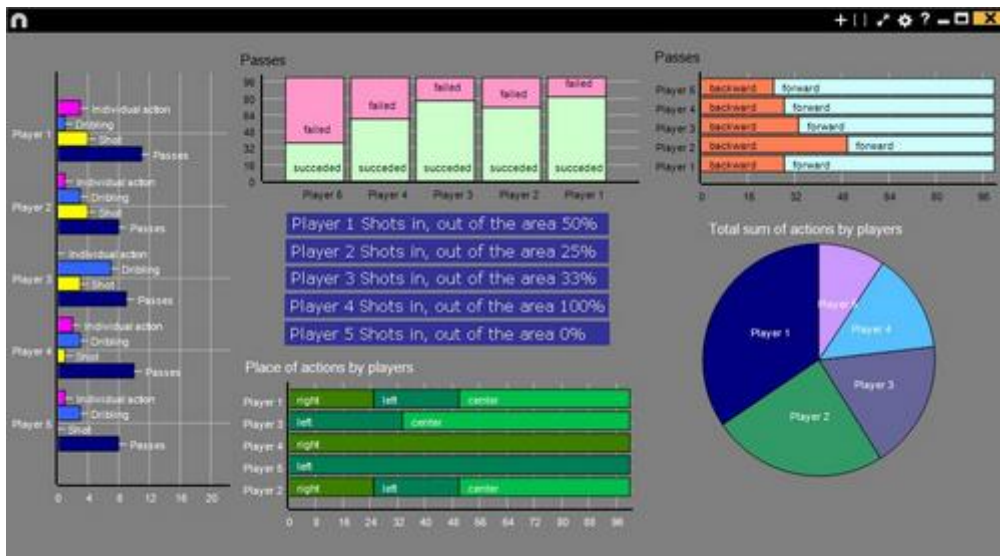 Passes
Passes
Player 1
Individual action
Dribling
Shot
Passes
Player 2
Individual action
Dribling
Shot
Passes
Player 3
Individual action
Dribling
Shot
Passes
Player 4
Individual action
Dribling
Shot
Passes
Player 5
Individual action
Dribling
Shot
Passes
0 4 8 12 16 20
96
80
64
48
32
16
0
failed failed failed failed failed
succeded succeded succeded succeded succeded
Player 5 Player 4 Player 3 Player 2 Player 1
Player 5 backward forward
Player 4 backward forward
Player 3 backward forward
Player 2 backward forward
Player 1 backward forward
0 16 32 48 64 80 96
Player 1 Shots in, out of the area 50%
Player 2 Shots in, out of the area 25%
Player 3 Shots in, out of the area 33%
Player 4 Shots in, out of the area 100%
Player 5 Shots in, out of the area 0%
Total sum of actions by players
Player 1
Player 5
Player 4
Player 3
Player 2
Place of actions by players
Player 1 right left center
Player 3 left center
Player 4 right
Player 5 left
Player 2 right left center
0 8 16 24 32 40 48 56 64 72 80 88 96